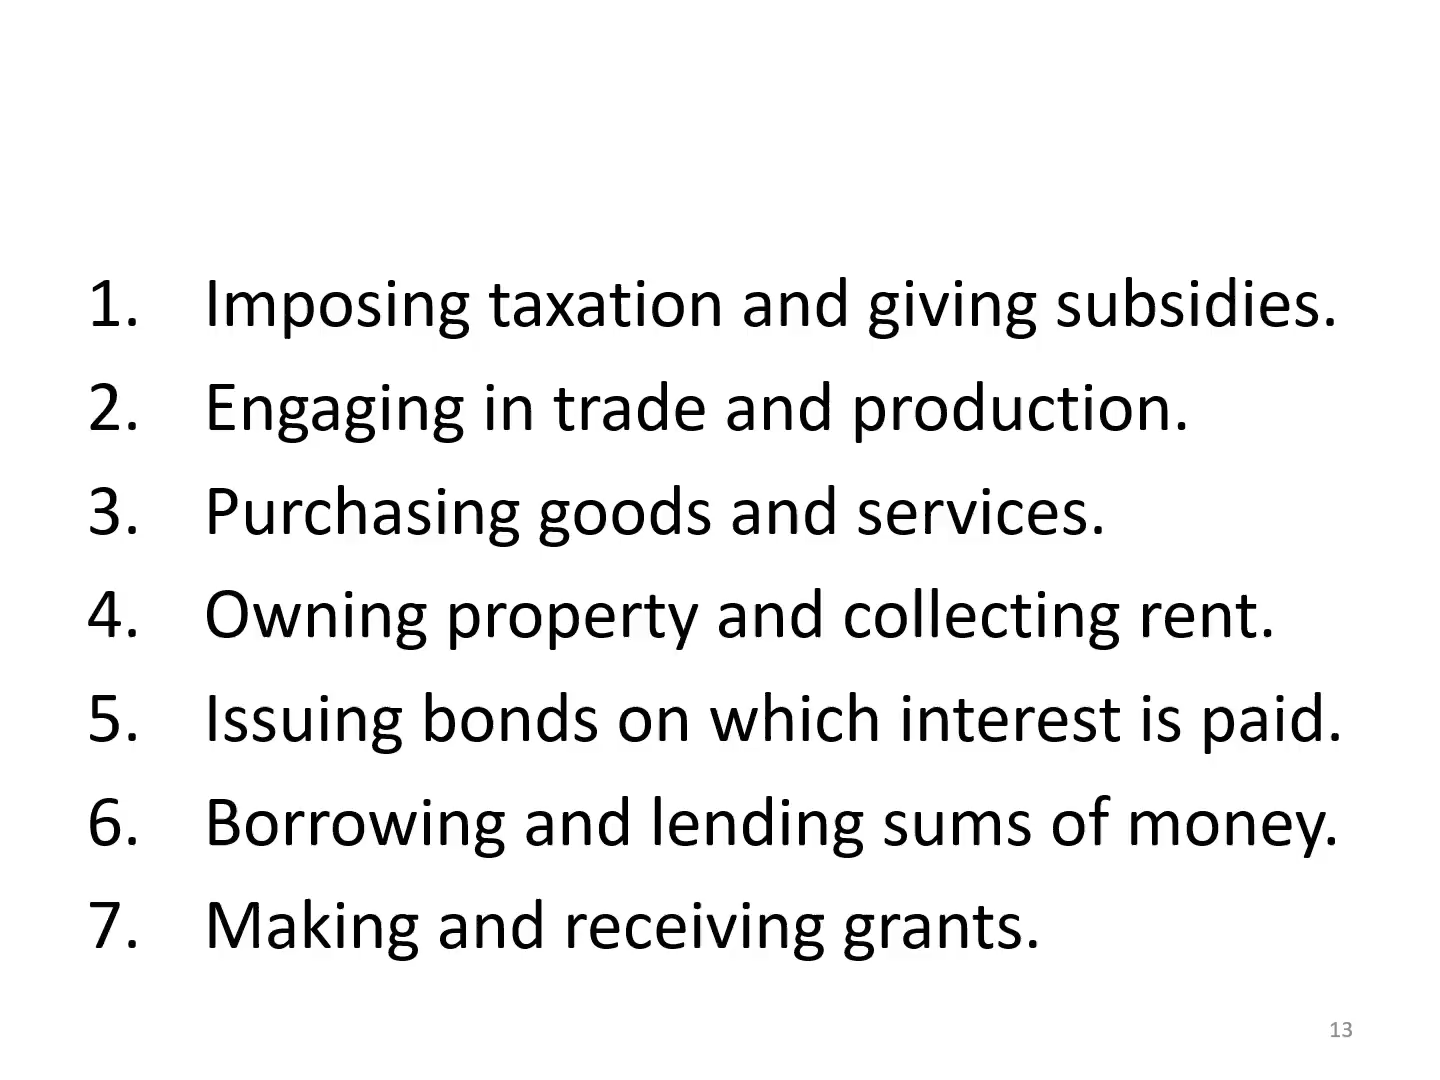 1. Imposing taxation and giving subsidies.
2. Engaging in trade and production.
3. Purchasing goods and services.
4. Owning property and collecting rent.
5. Issuing bonds on which interest is paid.
6. Borrowing and lending sums of money.
7. Making and receiving grants.
13